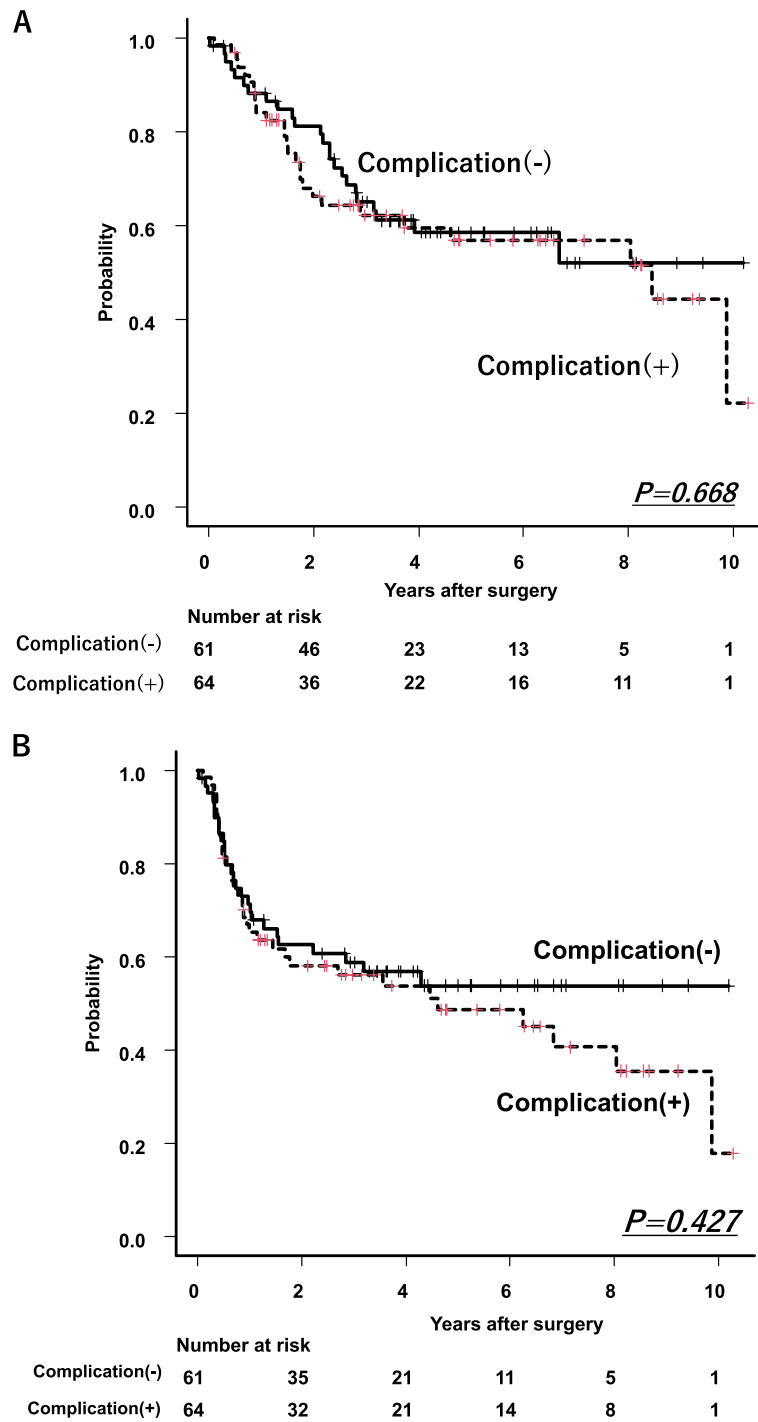 A
1.0
0.8
Complication(-)
0.6
Probability
0.4
Complication(+)
0.2
P=0.668
0.0
0 2 4 6 8 10
Years after surgery
Number at risk
Complication(-) 61 46 23 13 5 1
Complication(+) 64 36 22 16 11 1
B
1.0
0.8
Complication(-)
0.6
Probability
0.4
Complication(+)
0.2
P=0.427
0.0
0 2 4 6 8 10
Years after surgery
Number at risk
Complication(-) 61 35 21 11 5 1
Complication(+) 64 32 21 14 8 1